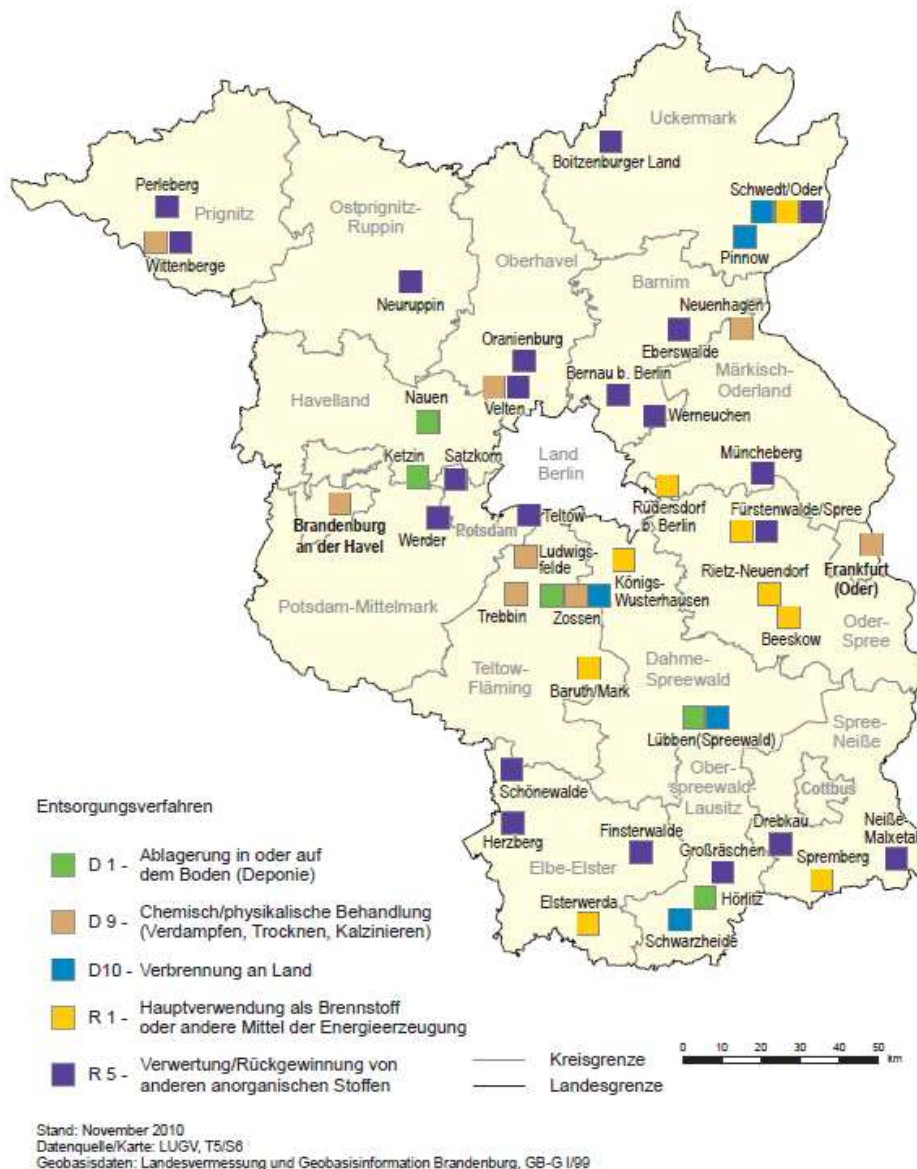 Uckermark
Boitzenburger Land
Perleberg
Prignitz
Ostprignitz-
Ruppin
Schwedt/Oder
Wittenberge
Oberhavel
Pinnow
Neuruppin
Barnim
Neuenhagen
Oranienburg
Eberswalde
Bernau b. Berlin
Märkisch-
Oderland
Havelland
Nauen
Velten
Werneuchen
Ketzin
Satzkorn
Land
Berlin
Müncheberg
Rüdersdorf
b. Berlin
Fürstenwalde/Spree
Brandenburg
an der Havel
Werder
Potsdam
Teltow
Ludwigs-
felde
Königs-
Wusterhausen
Rietz-Neuendorf
Frankfurt
(Oder)
Potsdam-Mittelmark
Trebbin
Zossen
Beeskow
Oder-
Spree
Teltow-
Fläming
Baruth/Mark
Dahme-
Spreewald
Lübben(Spreewald)
Spree-
Neiße
Schönewalde
Ober-
spreewald-
Lausitz
Cottbus
Herzberg
Finsterwalde
Drebkau
Neiße-
Malxetal
Großräschen
Spremberg
Elbe-Elster
Elsterwerda
Hörlitz
Schwarzheide
Entsorgungsverfahren
D 1 - Ablagerung in oder auf
dem Boden (Deponie)
D 9 - Chemisch/physikalische Behandlung
(Verdampfen, Trocknen, Kalzinieren)
D10 - Verbrennung an Land
R 1 - Hauptverwendung als Brennstoff
oder andere Mittel der Energieerzeugung
R 5 - Verwertung/Rückgewinnung von
anderen anorganischen Stoffen
Kreisgrenze
Landesgrenze
0 10 20 30 40 50
km
Stand: November 2010
Datenquelle/Karte: LUGV, T5/S6
Geobasisdaten: Landesvermessung und Geobasisinformation Brandenburg, GB-G I/99